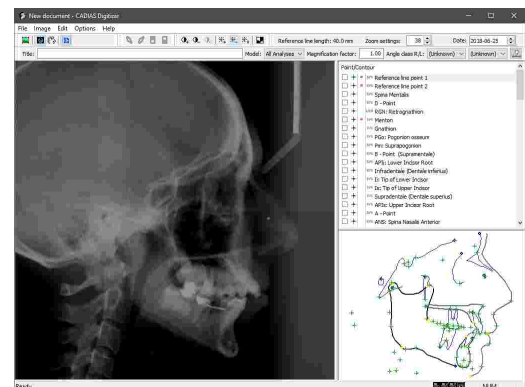 New document - CADIAS Digitizer
File Image Edit Options Help
Reference line length: 40.0 mm Zoom settings: 38 Date: 2018-06-25
Title: Model: All Analyses Magnification factor: 1.00 Angle class R/L: (Unknown) (Unknown)
Point/Contour
Reference line point 1
Reference line point 2
Spina Mentalis
D - Point
RGN: Retrognathion
Menton
Gnathion
PGo: Pogonion osseum
Pm: Suprapogonion
B - Point (Supramentale)
API: Lower Incisor Root
Infradentale (Dentale inferius)
Ii: Tip of Lower Incisor
Is: Tip of Upper Incisor
Supradentale (Dentale superius)
APIs: Upper Incisor Root
A - Point
ANS: Spina Nasalis Anterior
Ready
NUM